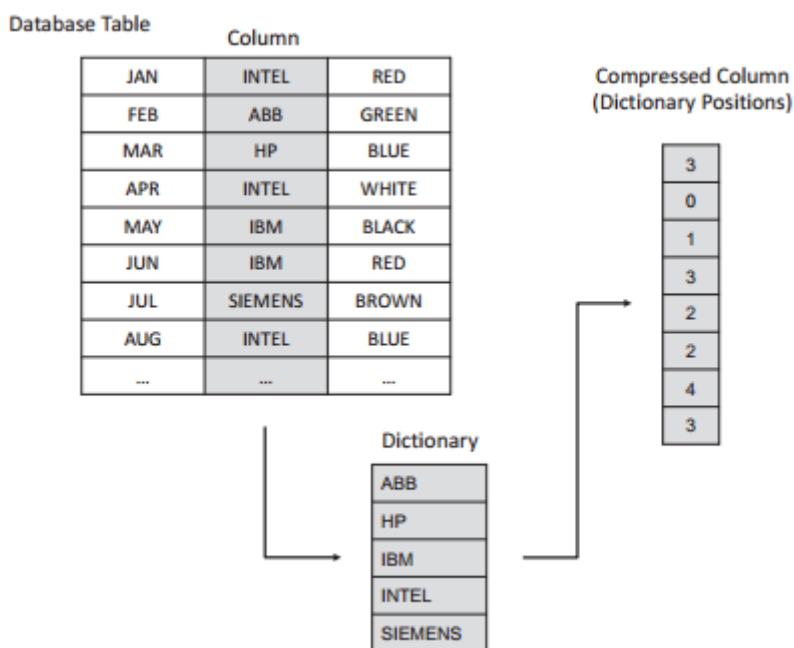 Database Table
Column
JAN INTEL RED
FEB ABB GREEN
MAR HP BLUE
APR INTEL WHITE
MAY IBM BLACK
JUN IBM RED
JUL SIEMENS BROWN
AUG INTEL BLUE
... ... ...
Compressed Column
(Dictionary Positions)
3
0
1
3
2
2
4
3
Dictionary
ABB
HP
IBM
INTEL
SIEMENS